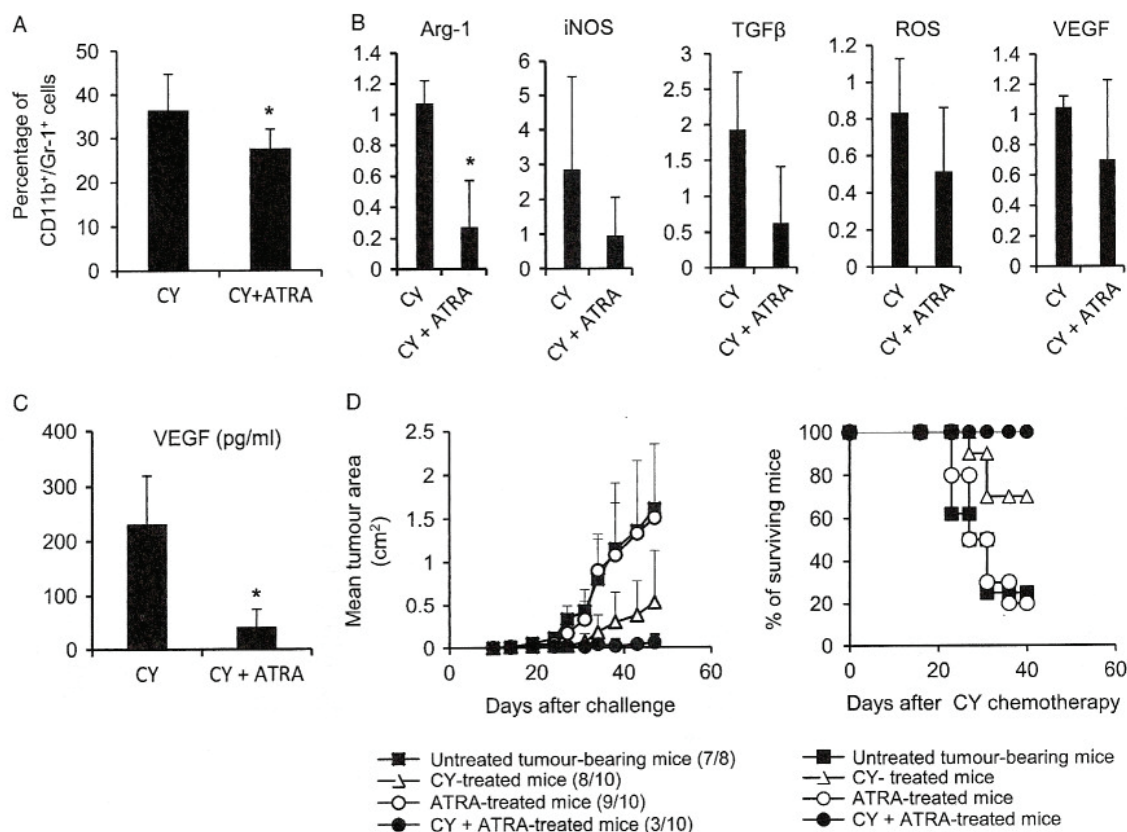 A
Percentage of
CD11b⁺/Gr-1⁺ cells
50
40
30
20
10
0
*
CY
CY+ATRA
B
Arg-1
1.2
1
0.8
0.6
0.4
0.2
0
*
CY
CY + ATRA
iNOS
6
5
4
3
2
1
0
CY
CY + ATRA
TGFβ
3
2.5
2
1.5
1
0.5
0
CY
CY + ATRA
ROS
1.2
1
0.8
0.6
0.4
0.2
0
CY
CY + ATRA
VEGF
1.4
1.2
1
0.8
0.6
0.4
0.2
0
CY
CY + ATRA
C
VEGF (pg/ml)
400
300
200
100
0
*
CY
CY + ATRA
D
Mean tumour area
(cm²)
2.5
2
1.5
1
0.5
0
0
20
40
60
Days after challenge
Untreated tumour-bearing mice (7/8)
CY-treated mice (8/10)
ATRA-treated mice (9/10)
CY + ATRA-treated mice (3/10)
% of surviving mice
100
80
60
40
20
0
20
40
60
Days after CY chemotherapy
Untreated tumour-bearing mice
CY- treated mice
ATRA-treated mice
CY + ATRA-treated mice